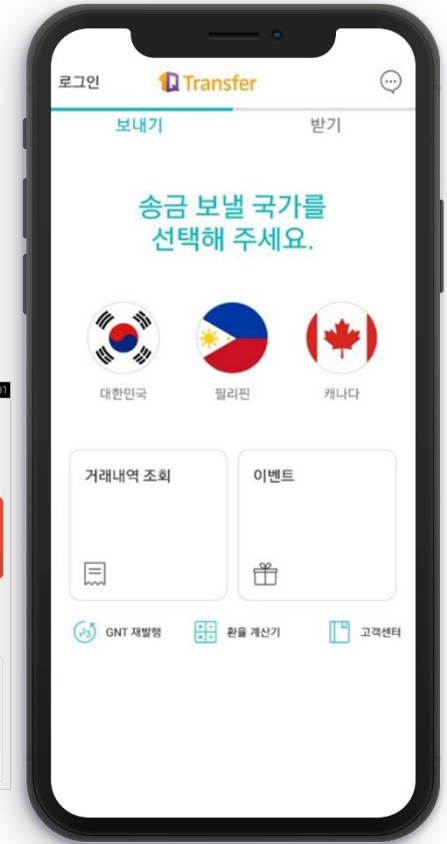 로그인
1Q Transfer
보내기
받기
송금 보낼 국가를
선택해 주세요.
대한민국
필리핀
캐나다
거래내역 조회
이벤트
GNT 재발행
환율 계산기
고객센터